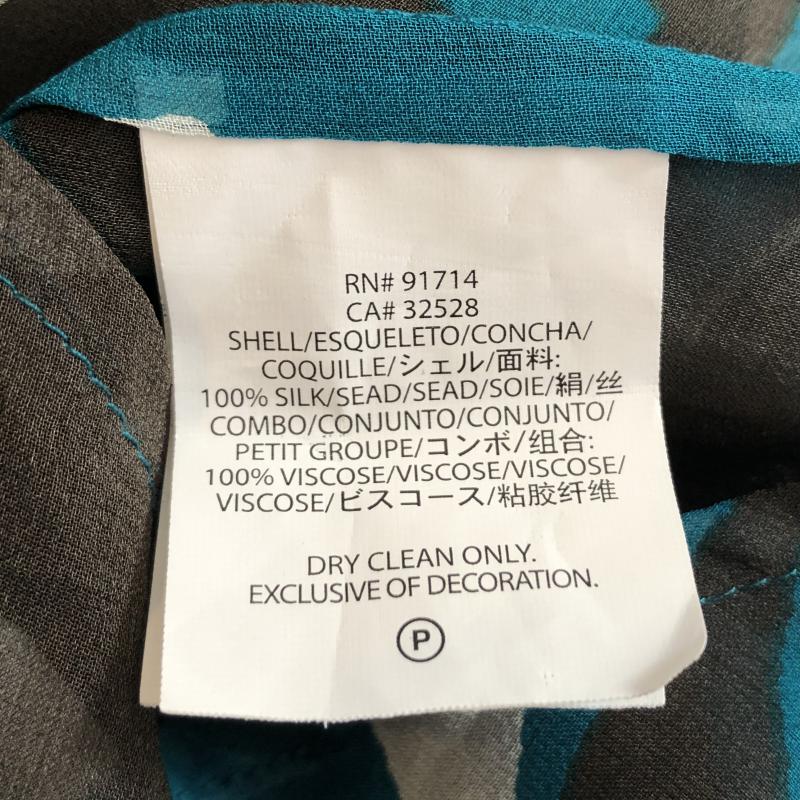 RN# 91714
CA# 32528
SHELL/ESQUELETO/CONCHA/
COQUILLE/シェル/面料:
100% SILK/SEAD/SEAD/SOIE/絹/丝
COMBO/CONJUNTO/CONJUNTO/
PETIT GROUPE/コンボ/组合:
100% VISCOSE/VISCOSE/VISCOSE/
VISCOSE/ビスコース/粘胶纤维
DRY CLEAN ONLY.
EXCLUSIVE OF DECORATION.
P